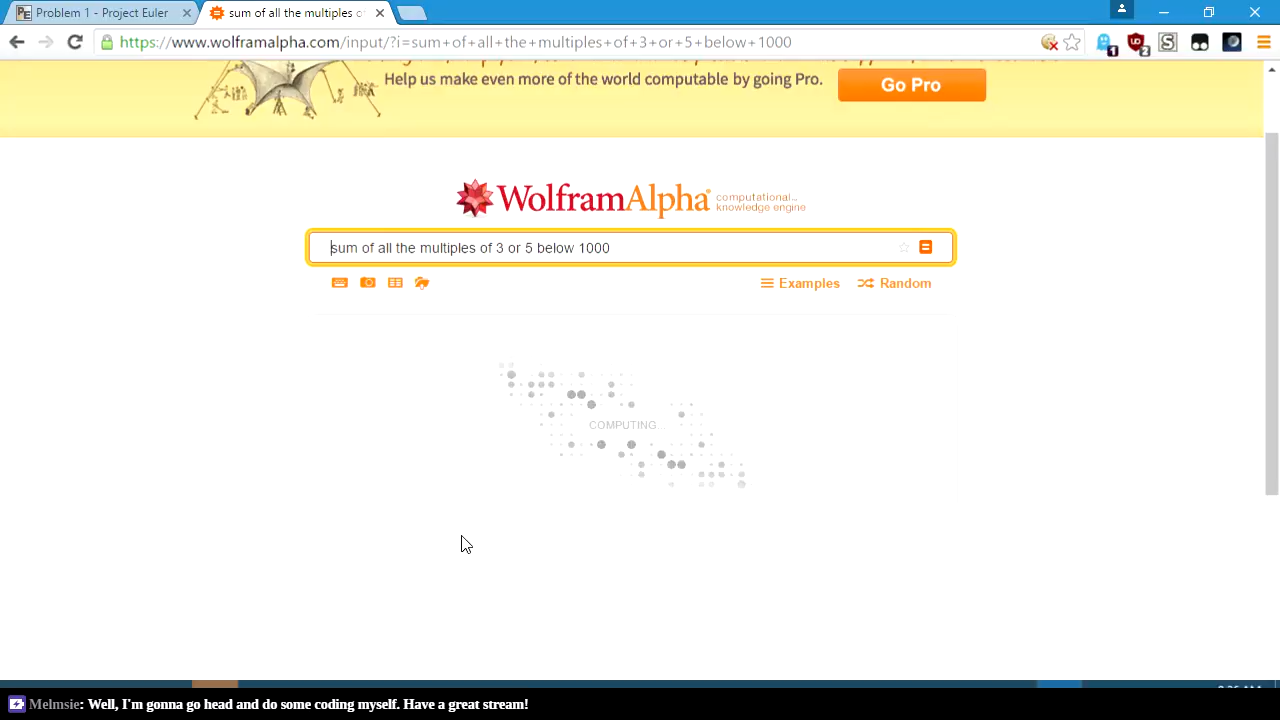 Problem 1 - Project Euler
sum of all the multiples o
https://www.wolframalpha.com/input/?i=sum+of+all+the+multiples+of+3+or+5+below+1000
1
2
Help us make even more of the world computable by going Pro.
Go Pro
WolframAlpha computational...
knowledge engine
sum of all the multiples of 3 or 5 below 1000
Examples
Random
COMPUTING...
Melmsie: Well, I'm gonna go head and do some coding myself. Have a great stream!